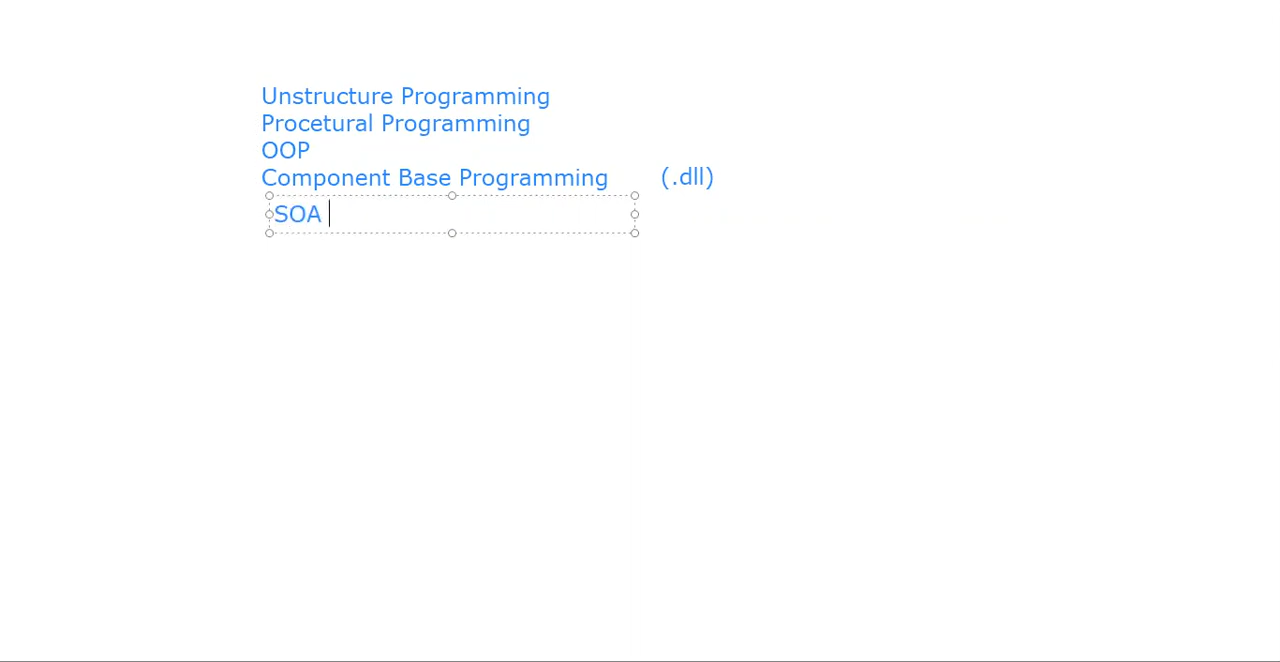 Unstructure Programming
Procetural Programming
OOP
Component Base Programming (.dll)
SOA